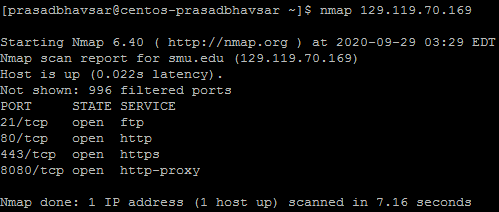 [prasadbhavsar@centos-prasadbhavsar ~]$ nmap 129.119.70.169
Starting Nmap 6.40 ( http://nmap.org ) at 2020-09-29 03:29 EDT
Nmap scan report for smu.edu (129.119.70.169)
Host is up (0.022s latency).
Not shown: 996 filtered ports
PORT     STATE SERVICE
21/tcp   open  ftp
80/tcp   open  http
443/tcp  open  https
8080/tcp open  http-proxy
Nmap done: 1 IP address (1 host up) scanned in 7.16 seconds